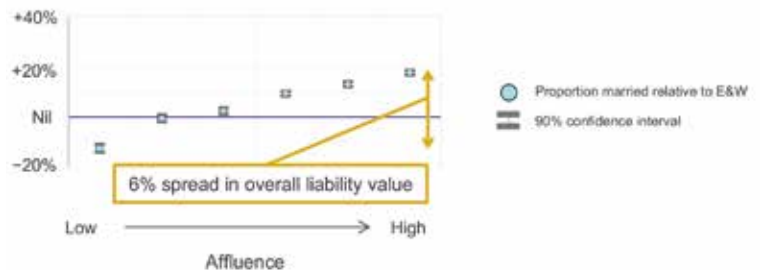 +40%
+20%
Nil
−20%
Proportion married relative to E&W
90% confidence interval
6% spread in overall liability value
Low
High
Affluence